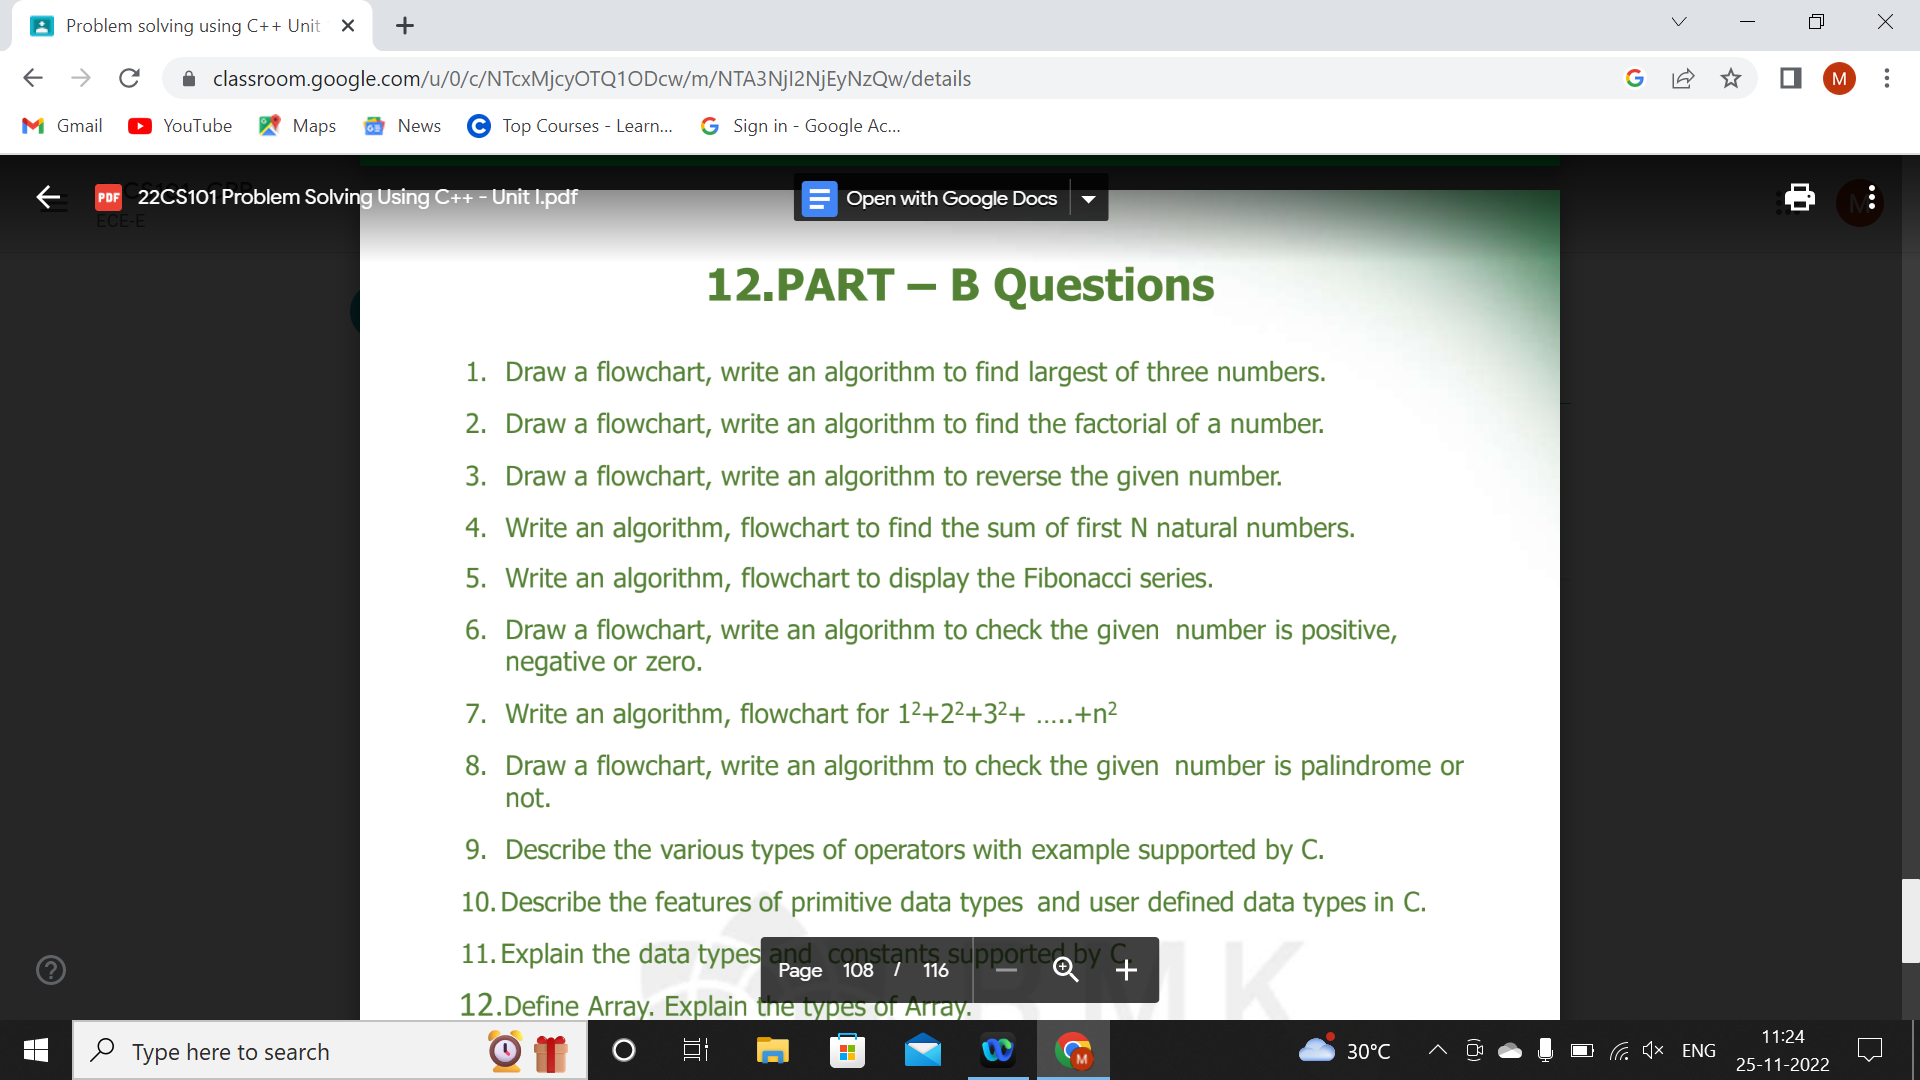 Problem solving using C++ Unit
classroom.google.com/u/0/c/NTcxMjcyOTQ1ODcw/m/NTA3NjI2NjEyNzQw/details
M
Gmail
YouTube
Maps
News
Top Courses - Learn...
Sign in - Google Ac...
PDF
22CS101 Problem Solving Using C++ - Unit I.pdf
ECE-E
Open with Google Docs
12.PART – B Questions
1. Draw a flowchart, write an algorithm to find largest of three numbers.
2. Draw a flowchart, write an algorithm to find the factorial of a number.
3. Draw a flowchart, write an algorithm to reverse the given number.
4. Write an algorithm, flowchart to find the sum of first N natural numbers.
5. Write an algorithm, flowchart to display the Fibonacci series.
6. Draw a flowchart, write an algorithm to check the given number is positive,
negative or zero.
7. Write an algorithm, flowchart for 1²+2²+3²+ .....+n²
8. Draw a flowchart, write an algorithm to check the given number is palindrome or
not.
9. Describe the various types of operators with example supported by C.
10. Describe the features of primitive data types and user defined data types in C.
11. Explain the data types and constants supported by C.
12. Define Array. Explain the types of Array.
Page 108 / 116
RMK
Type here to search
30°C
ENG
11:24
25-11-2022